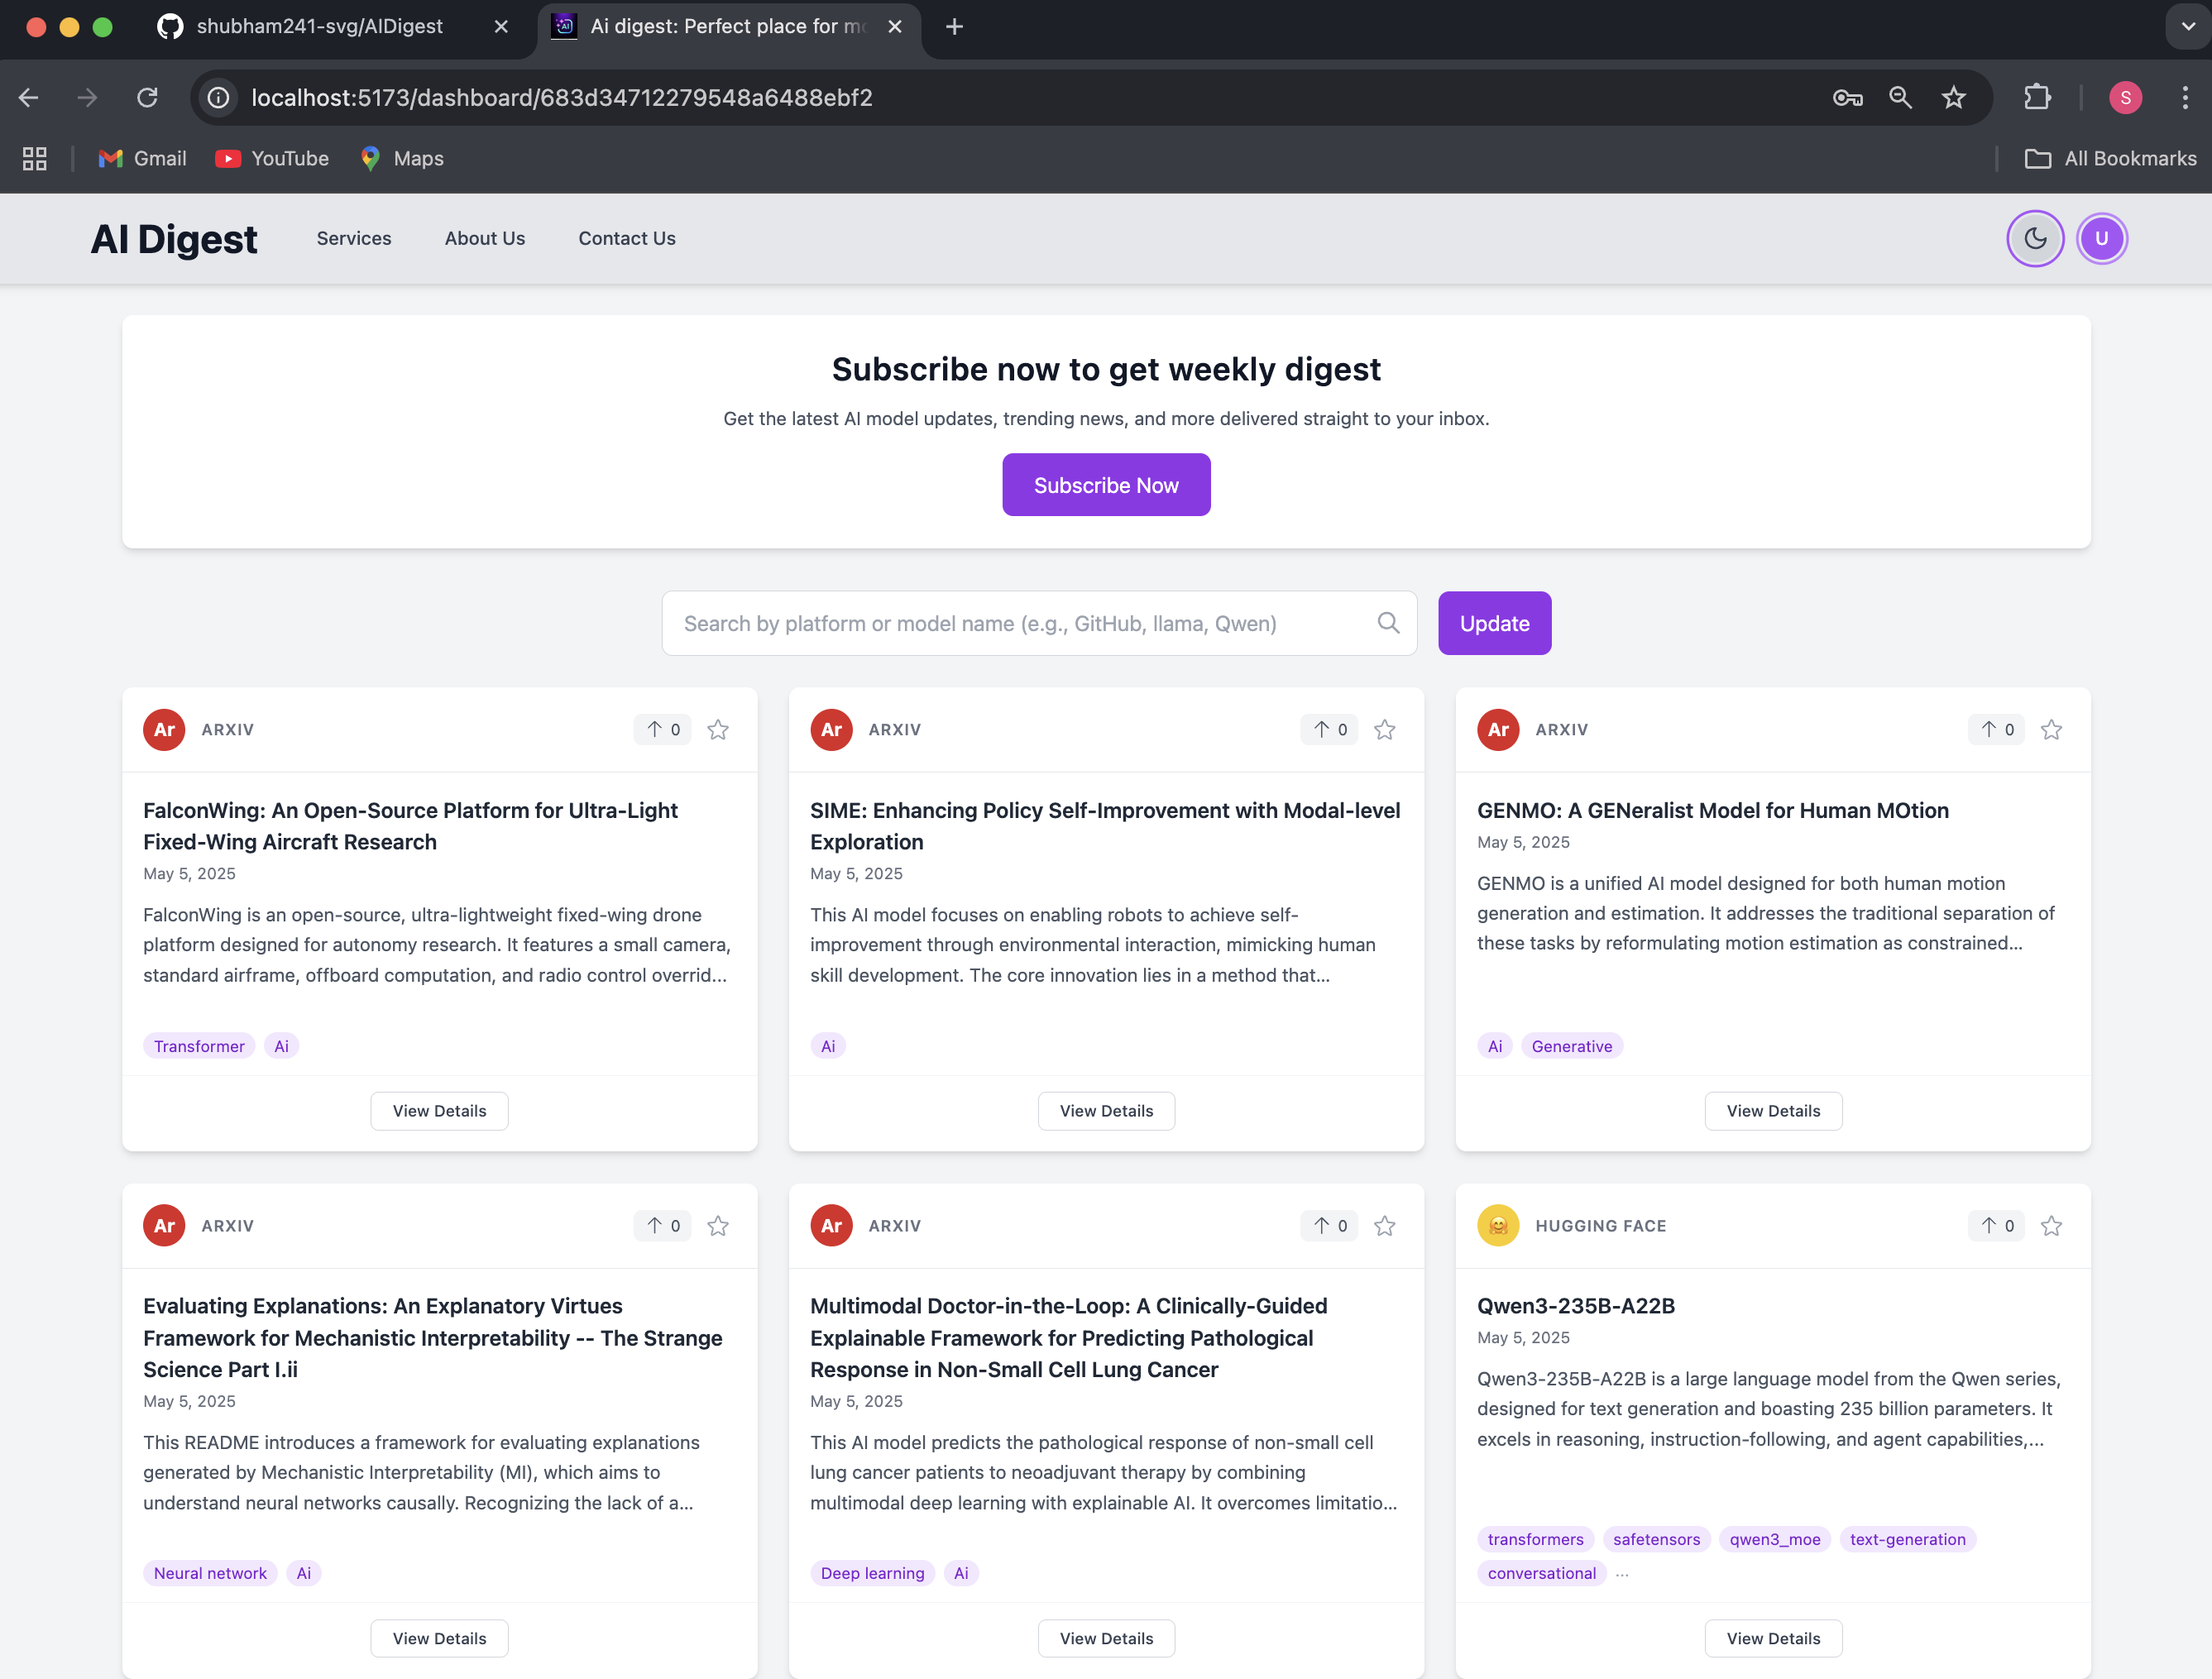 shubham241-svg/AIDigest
Ai digest: Perfect place for mo
localhost:5173/dashboard/683d34712279548a6488ebf2
S
Gmail
YouTube
Maps
All Bookmarks
AI Digest
Services
About Us
Contact Us
U
Subscribe now to get weekly digest
Get the latest AI model updates, trending news, and more delivered straight to your inbox.
Subscribe Now
Search by platform or model name (e.g., GitHub, llama, Qwen)
Update
Ar ARXIV
0
FalconWing: An Open-Source Platform for Ultra-Light
Fixed-Wing Aircraft Research
May 5, 2025
FalconWing is an open-source, ultra-lightweight fixed-wing drone
platform designed for autonomy research. It features a small camera,
standard airframe, offboard computation, and radio control overrid...
Transformer Ai
View Details
Ar ARXIV
0
SIME: Enhancing Policy Self-Improvement with Modal-level
Exploration
May 5, 2025
This AI model focuses on enabling robots to achieve self-
improvement through environmental interaction, mimicking human
skill development. The core innovation lies in a method that...
Ai
View Details
Ar ARXIV
0
GENMO: A GENeralist Model for Human MOtion
May 5, 2025
GENMO is a unified AI model designed for both human motion
generation and estimation. It addresses the traditional separation of
these tasks by reformulating motion estimation as constrained...
Ai Generative
View Details
Ar ARXIV
0
Evaluating Explanations: An Explanatory Virtues
Framework for Mechanistic Interpretability -- The Strange
Science Part I.ii
May 5, 2025
This README introduces a framework for evaluating explanations
generated by Mechanistic Interpretability (MI), which aims to
understand neural networks causally. Recognizing the lack of a...
Neural network Ai
View Details
Ar ARXIV
0
Multimodal Doctor-in-the-Loop: A Clinically-Guided
Explainable Framework for Predicting Pathological
Response in Non-Small Cell Lung Cancer
May 5, 2025
This AI model predicts the pathological response of non-small cell
lung cancer patients to neoadjuvant therapy by combining
multimodal deep learning with explainable AI. It overcomes limitatio...
Deep learning Ai
View Details
HUGGING FACE
0
Qwen3-235B-A22B
May 5, 2025
Qwen3-235B-A22B is a large language model from the Qwen series,
designed for text generation and boasting 235 billion parameters. It
excels in reasoning, instruction-following, and agent capabilities,...
transformers safetensors qwen3_moe text-generation
conversational ...
View Details